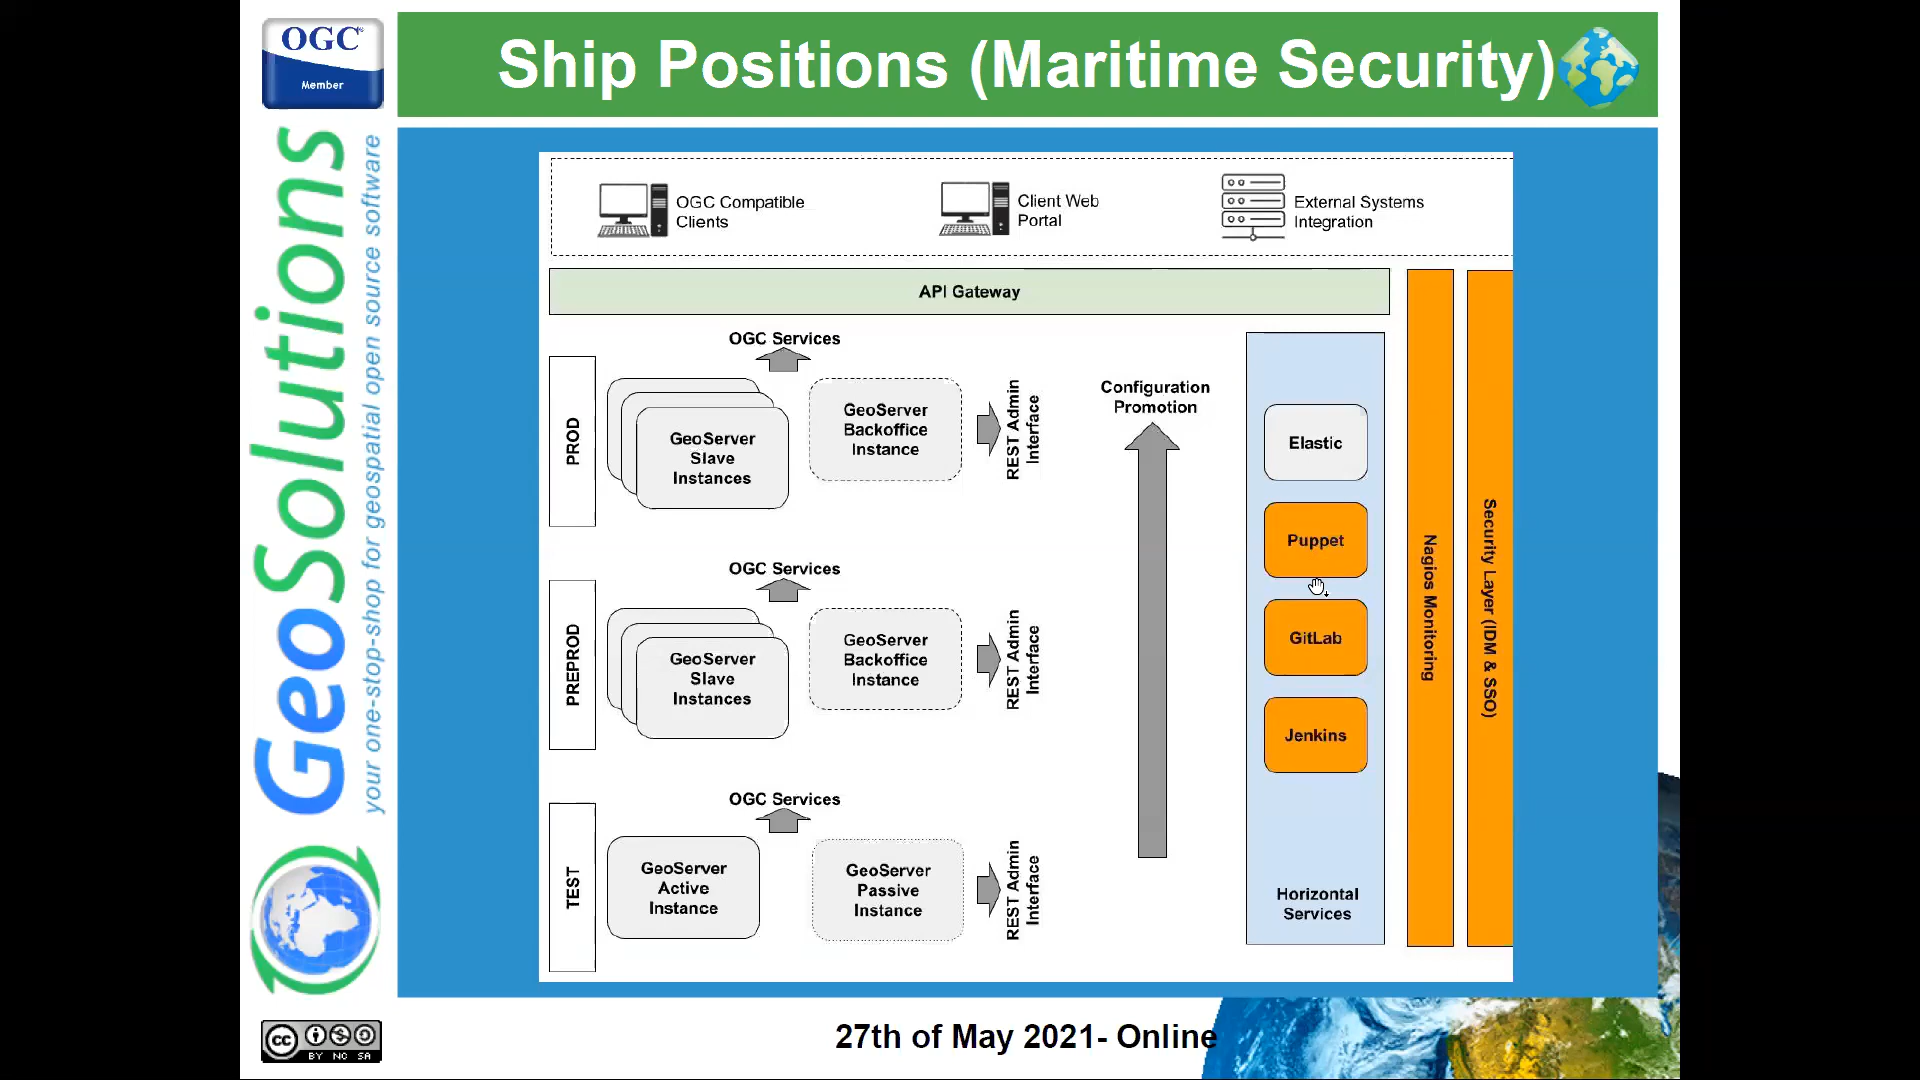 OGC®
Member
Ship Positions (Maritime Security)
GeoSolutions
your one-stop-shop for geospatial open source software
OGC Compatible
Clients
Client Web
Portal
External Systems
Integration
API Gateway
OGC Services
PROD
GeoServer
Slave
Instances
GeoServer
Backoffice
Instance
REST Admin
Interface
Configuration
Promotion
OGC Services
PREPROD
GeoServer
Slave
Instances
GeoServer
Backoffice
Instance
REST Admin
Interface
OGC Services
TEST
GeoServer
Active
Instance
GeoServer
Passive
Instance
REST Admin
Interface
Elastic
Puppet
GitLab
Jenkins
Horizontal
Services
Nagios Monitoring
Security Layer (IDM & SSO)
cc
BY NC SA
27th of May 2021- Online